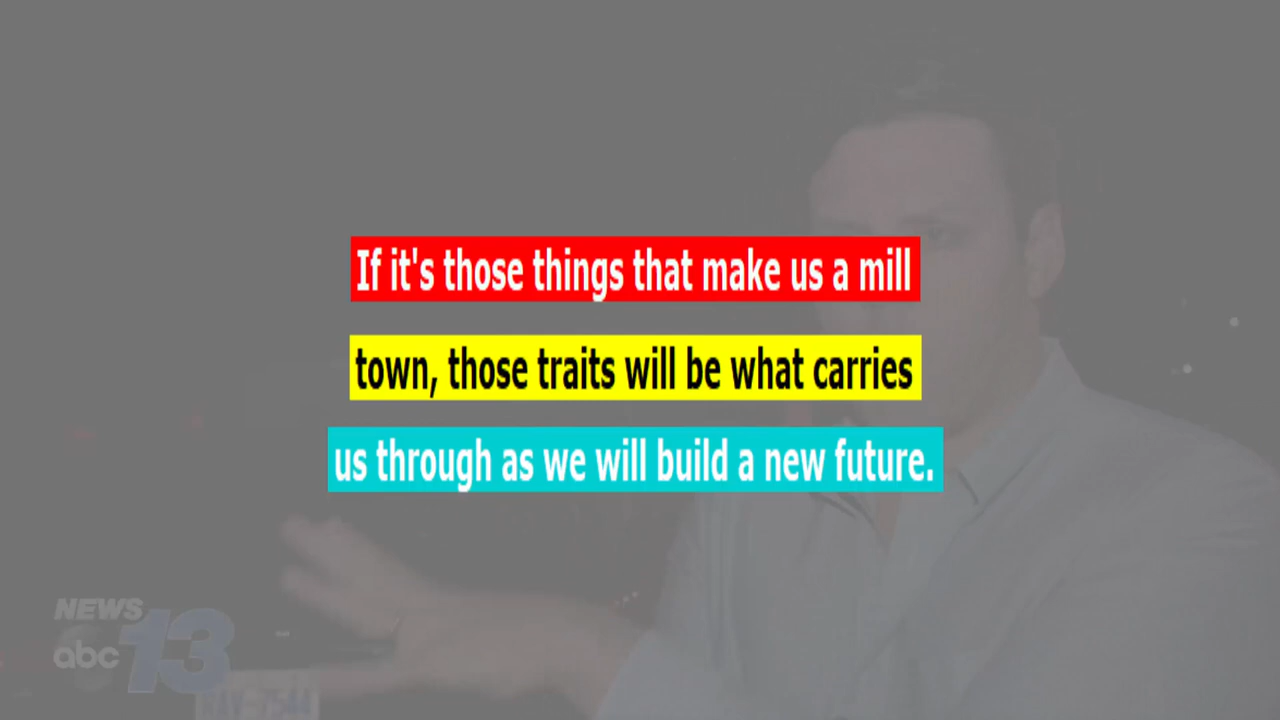 If it's those things that make us a mill
town, those traits will be what carries
us through as we will build a new future.
NEWS
abc 13